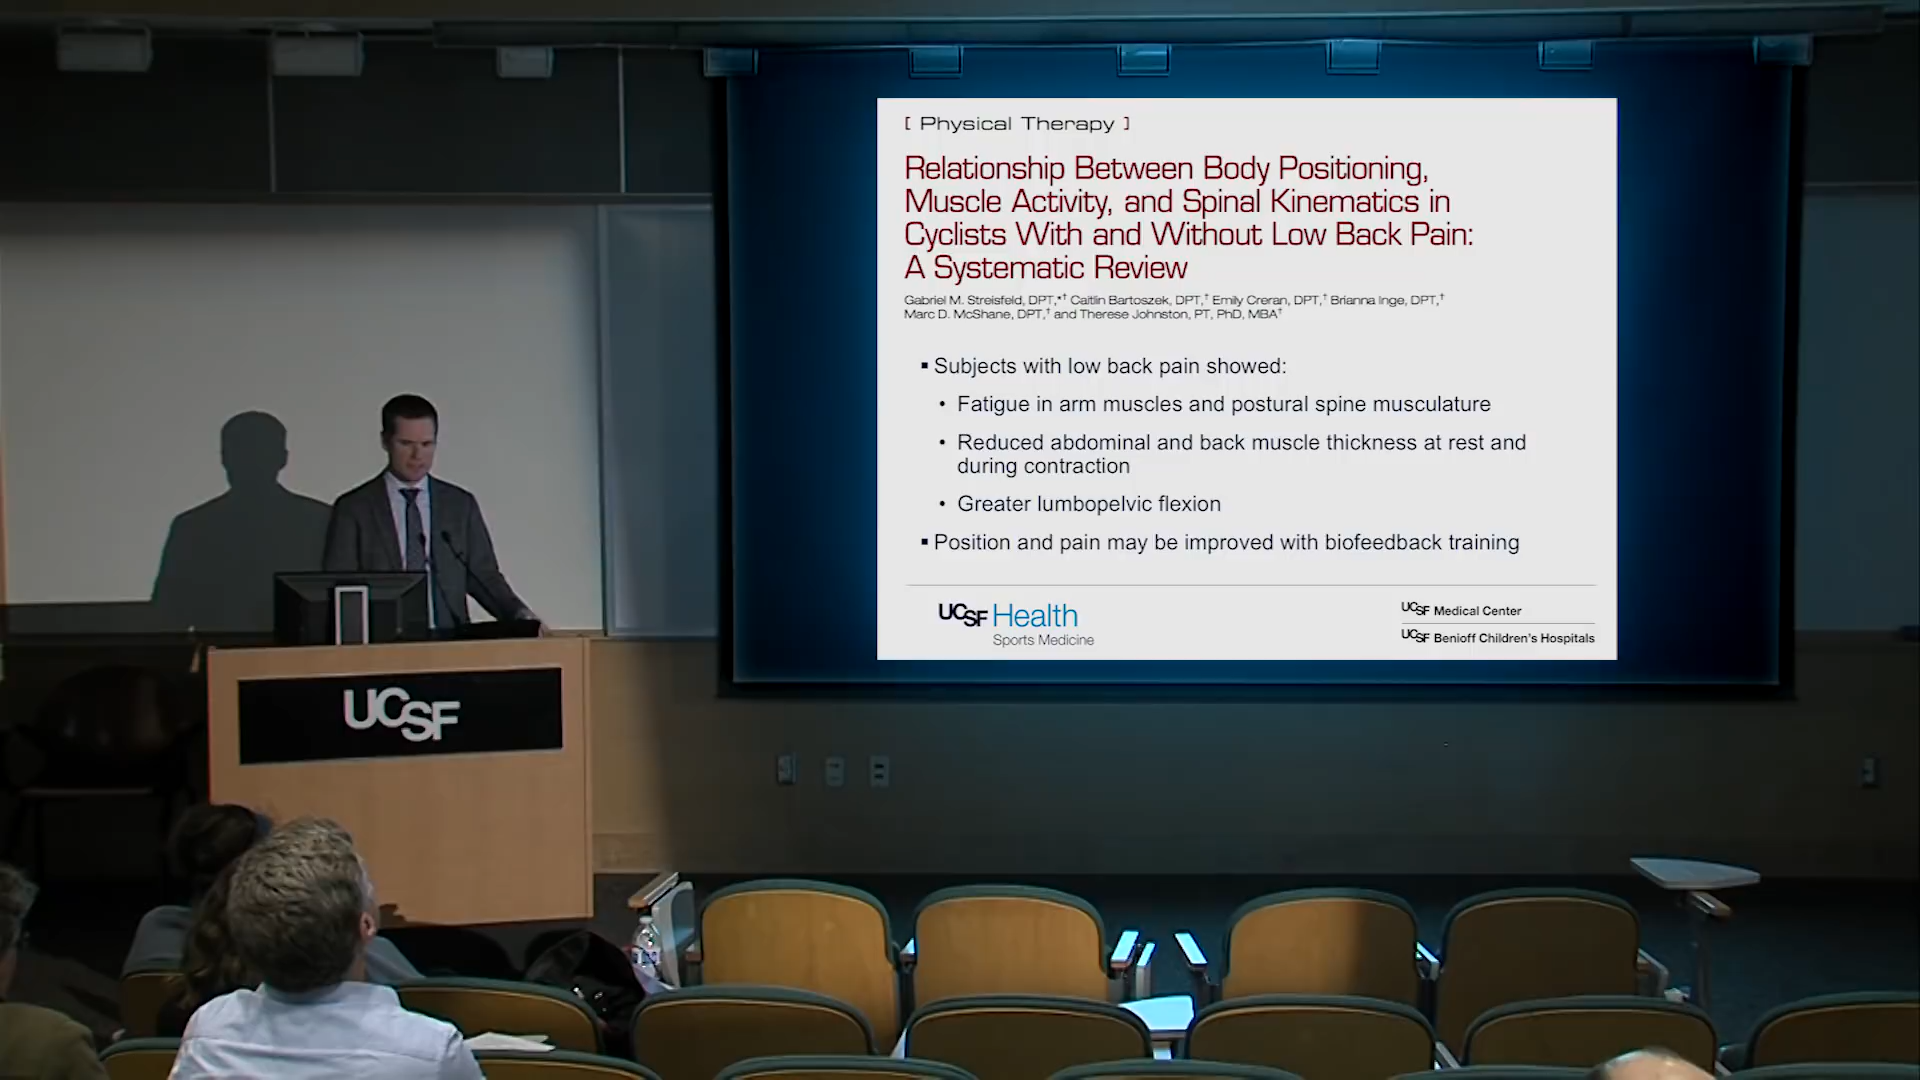 [ Physical Therapy ]
Relationship Between Body Positioning,
Muscle Activity, and Spinal Kinematics in
Cyclists With and Without Low Back Pain:
A Systematic Review
Gabriel M. Streisfeld, DPT,*† Caitlin Bartoszek, DPT,† Emily Creran, DPT,† Brianna Inge, DPT,†
Marc D. McShane, DPT,† and Therese Johnston, PT, PhD, MBA†
▪ Subjects with low back pain showed:
• Fatigue in arm muscles and postural spine musculature
• Reduced abdominal and back muscle thickness at rest and
during contraction
• Greater lumbopelvic flexion
▪ Position and pain may be improved with biofeedback training
UCSF Health
Sports Medicine
UCSF Medical Center
UCSF Benioff Children's Hospitals
UCSF